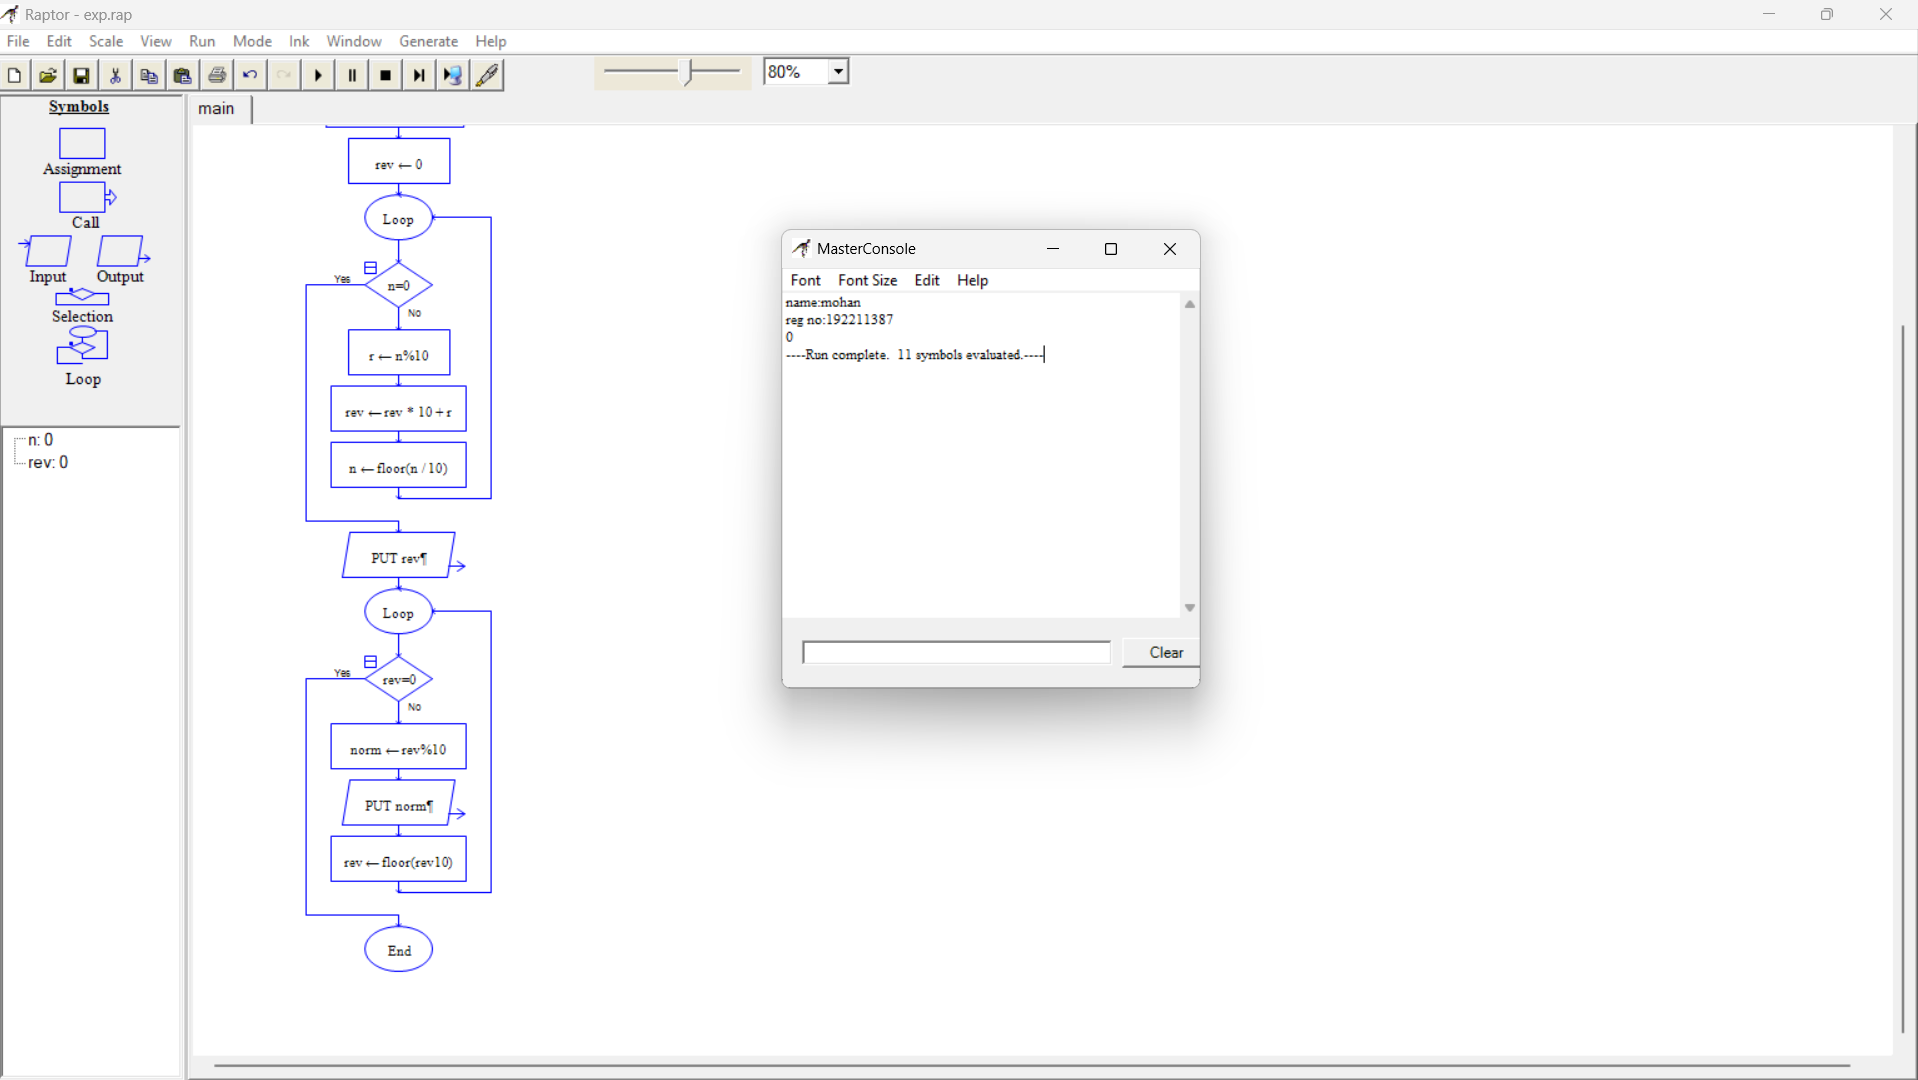 Raptor - exp.rap
File Edit Scale View Run Mode Ink Window Generate Help
80%
Symbols
Assignment
Call
Input Output
Selection
Loop
n: 0
rev: 0
main
rev ← 0
Loop
Yes
n=0
No
r ← n%10
rev ← rev * 10+r
n ← floor(n / 10)
PUT rev¶
Loop
Yes
rev=0
No
norm ← rev%10
PUT norm¶
rev ← floor(rev10)
End
MasterConsole
Font Font Size Edit Help
name:mohan
reg no:192211387
0
----Run complete.  11 symbols evaluated.----
Clear